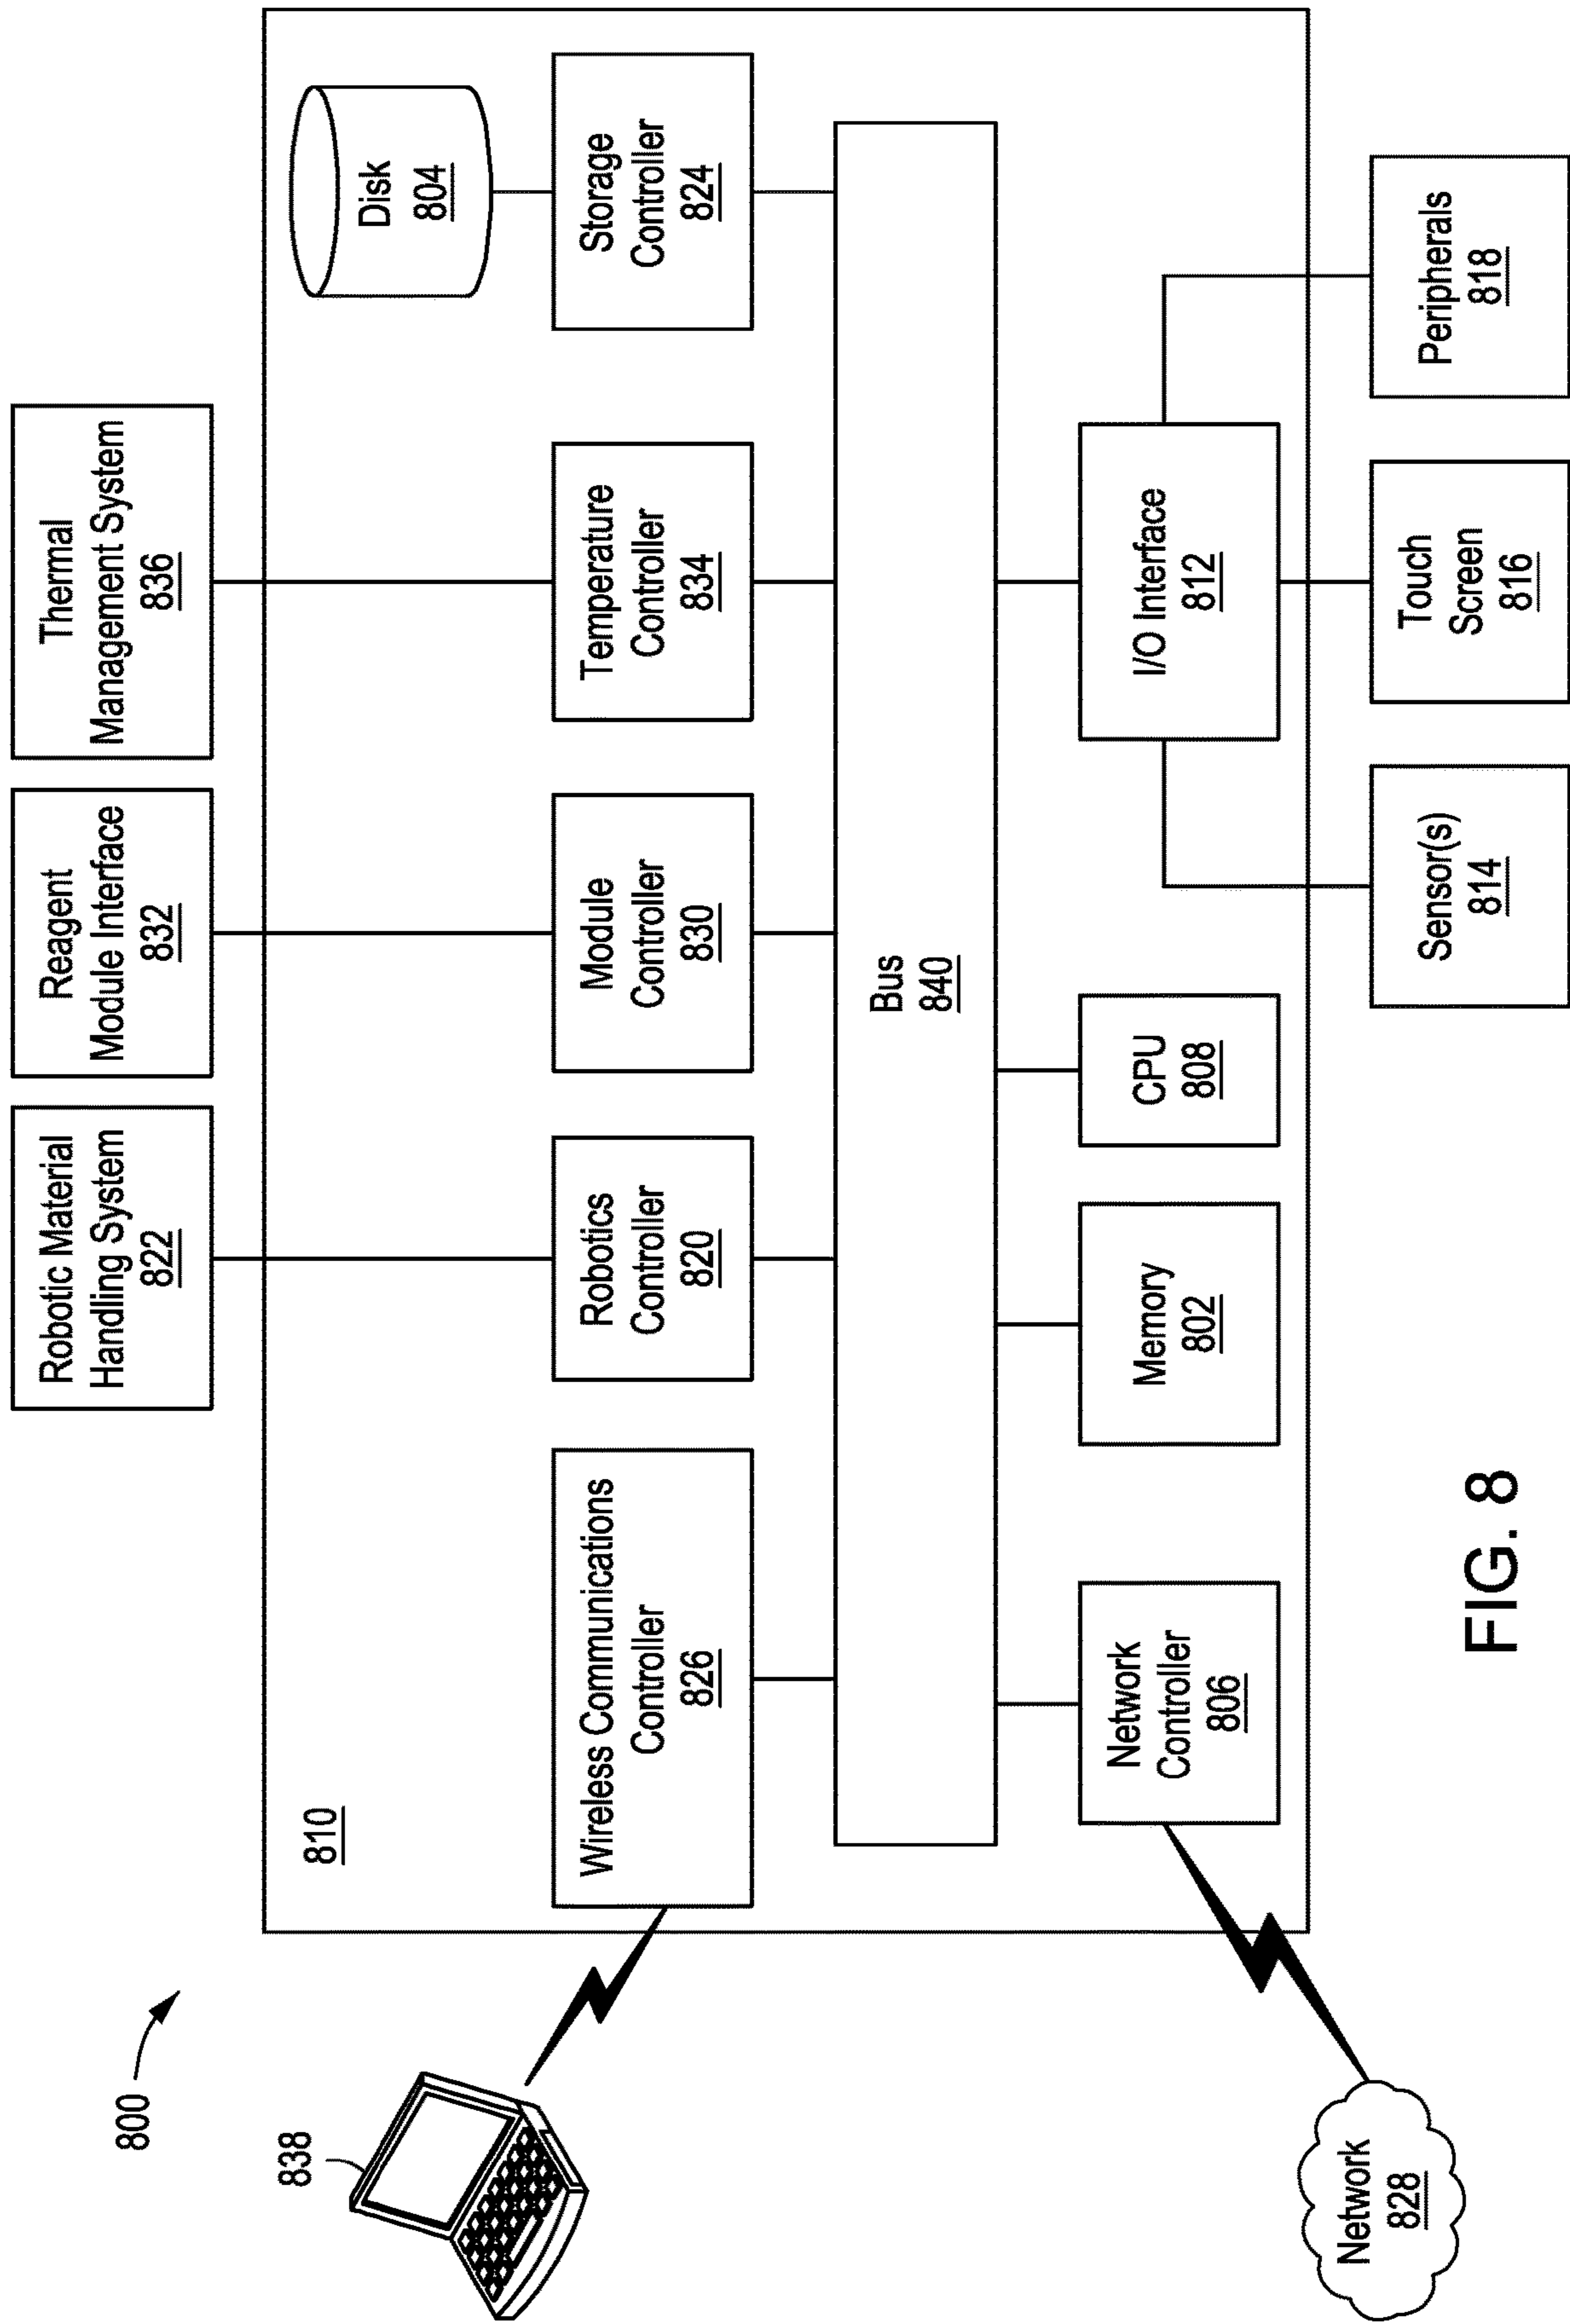 800
838
810
Robotic Material
Handling System
822
Reagent
Module Interface
832
Thermal
Management System
836
Disk
804
Wireless Communications
Controller
826
Robotics
Controller
820
Module
Controller
830
Temperature
Controller
834
Storage
Controller
824
Bus
840
Network
Controller
806
Memory
802
CPU
808
I/O Interface
812
Network
828
Sensor(s)
814
Touch
Screen
816
Peripherals
818
FIG. 8